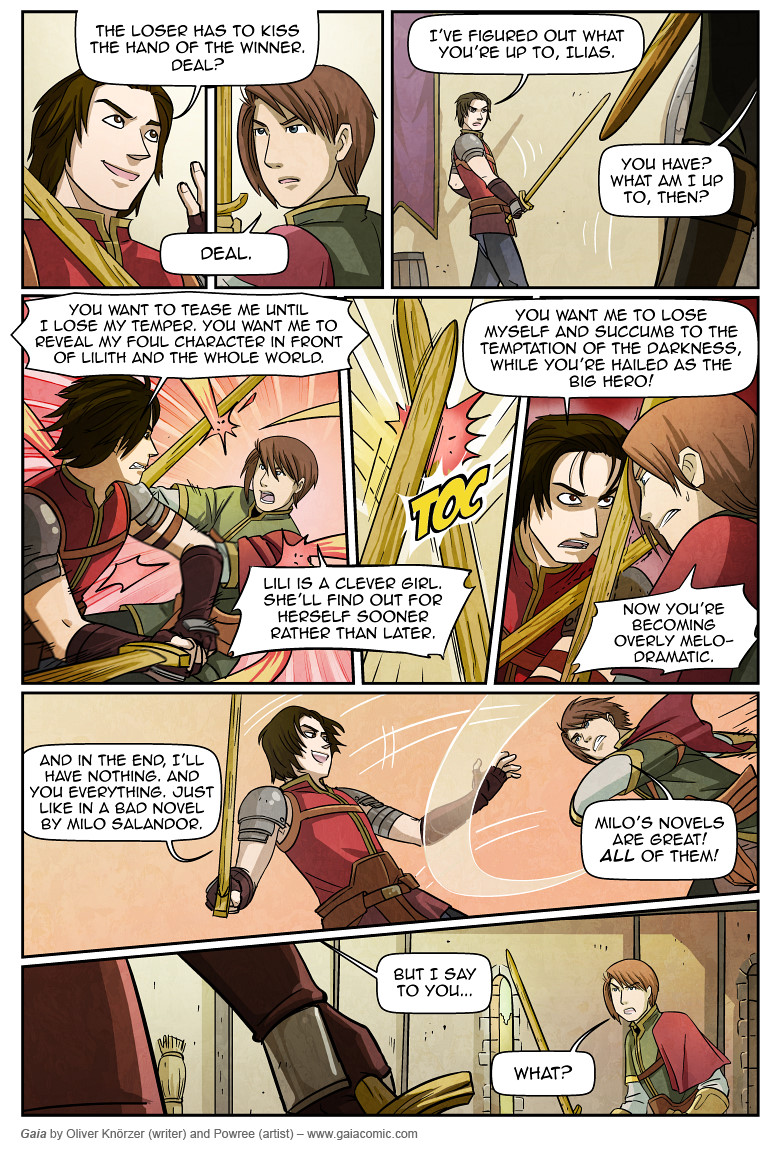 THE LOSER HAS TO KISS
THE HAND OF THE WINNER.
DEAL?
DEAL.
I'VE FIGURED OUT WHAT
YOU'RE UP TO, ILIAS.
YOU HAVE?
WHAT AM I UP
TO, THEN?
YOU WANT TO TEASE ME UNTIL
I LOSE MY TEMPER. YOU WANT ME TO
REVEAL MY FOUL CHARACTER IN FRONT
OF LILITH AND THE WHOLE WORLD.
LILI IS A CLEVER GIRL.
SHE'LL FIND OUT FOR
HERSELF SOONER
RATHER THAN LATER.
TOC
YOU WANT ME TO LOSE
MYSELF AND SUCCUMB TO THE
TEMPTATION OF THE DARKNESS,
WHILE YOU'RE HAILED AS THE
BIG HERO!
NOW YOU'RE
BECOMING
OVERLY MELO-
DRAMATIC.
AND IN THE END, I'LL
HAVE NOTHING. AND
YOU EVERYTHING. JUST
LIKE IN A BAD NOVEL
BY MILO SALANDOR.
MILO'S NOVELS
ARE GREAT!
ALL OF THEM!
BUT I SAY
TO YOU...
WHAT?
Gaia by Oliver Knörzer (writer) and Powree (artist) – www.gaiacomic.com